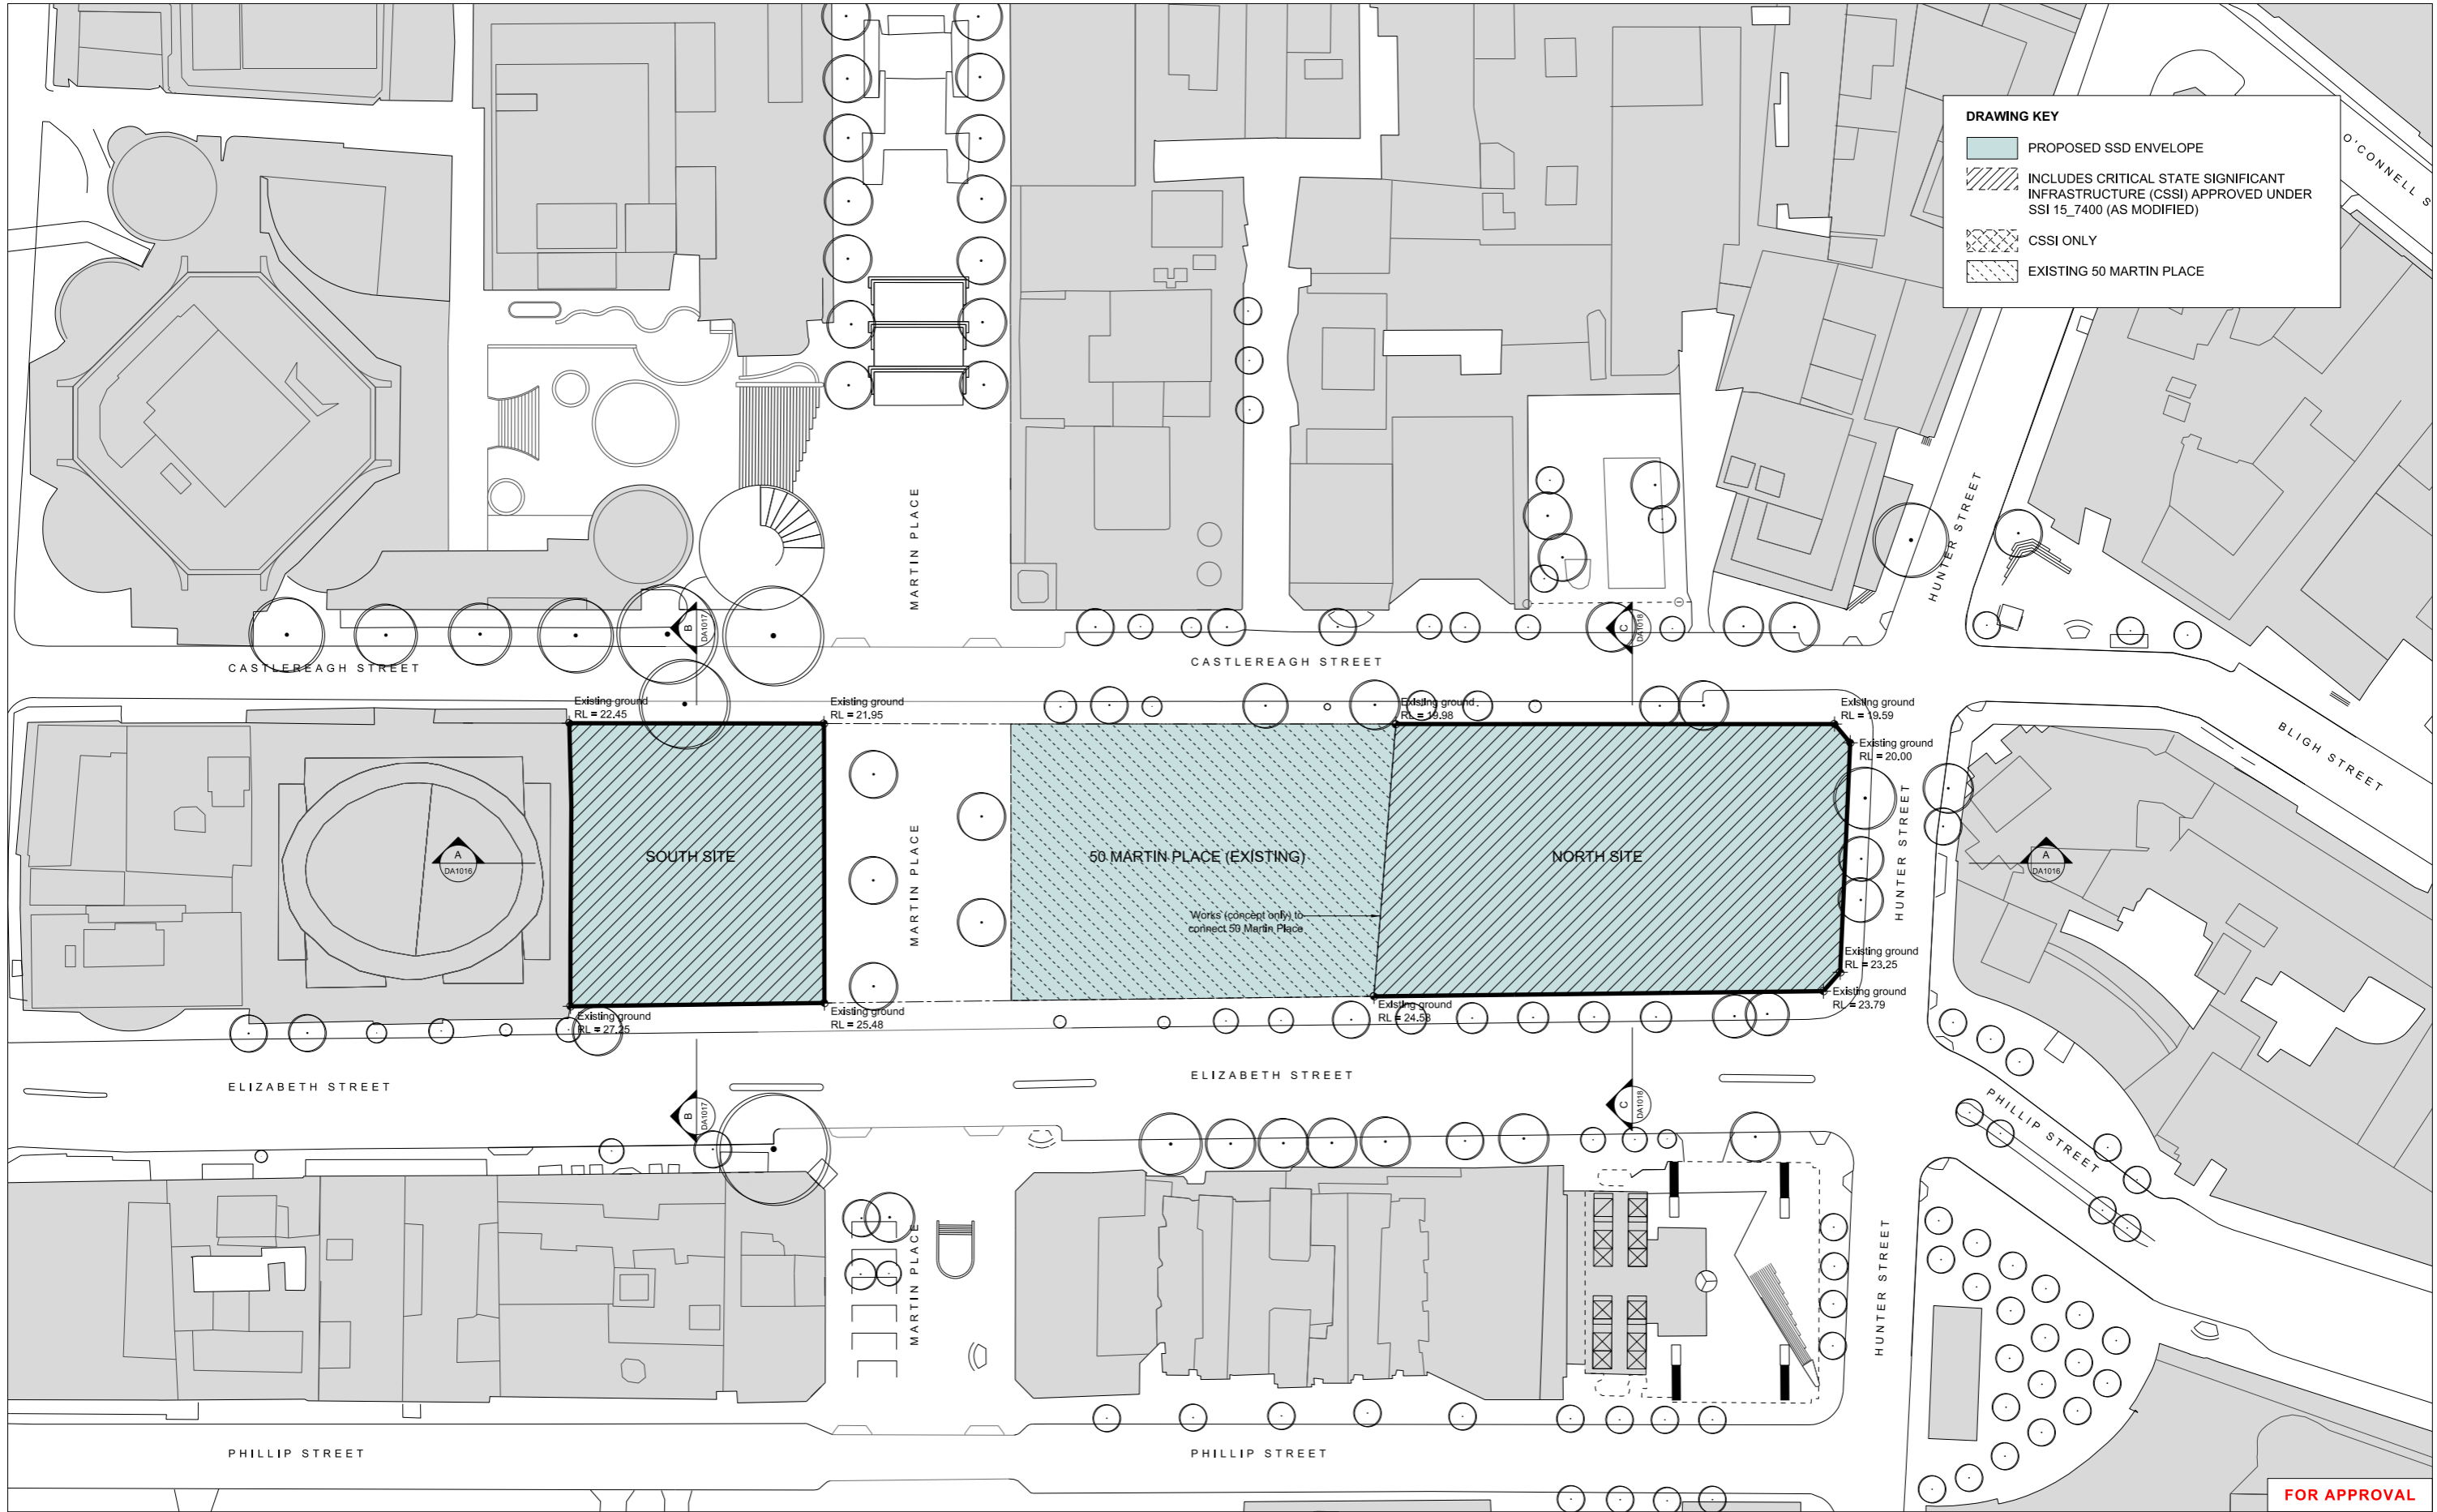 DRAWING KEY
PROPOSED SSD ENVELOPE
INCLUDES CRITICAL STATE SIGNIFICANT
INFRASTRUCTURE (CSSI) APPROVED UNDER
SSI 15_7400 (AS MODIFIED)
CSSI ONLY
EXISTING 50 MARTIN PLACE
O'CONNELL S
MARTIN PLACE
HUNTER STREET
B
DA1017
C
DA1018
CASTLEREAGH STREET
CASTLEREAGH STREET
Existing ground
RL = 22.45
Existing ground
RL = 21.95
Existing ground
RL = 19.98
Existing ground
RL = 19.59
Existing ground
RL = 20.00
BLIGH STREET
SOUTH SITE
MARTIN PLACE
50 MARTIN PLACE (EXISTING)
NORTH SITE
HUNTER STREET
A
DA1016
A
DA1016
Works (concept only) to
connect 50 Martin Place
Existing ground
RL = 23.25
Existing ground
RL = 23.79
Existing ground
RL = 27.25
Existing ground
RL = 25.48
Existing ground
RL = 24.58
ELIZABETH STREET
ELIZABETH STREET
B
DA1017
C
DA1018
PHILLIP STREET
MARTIN PLACE
HUNTER STREET
PHILLIP STREET
PHILLIP STREET
FOR APPROVAL